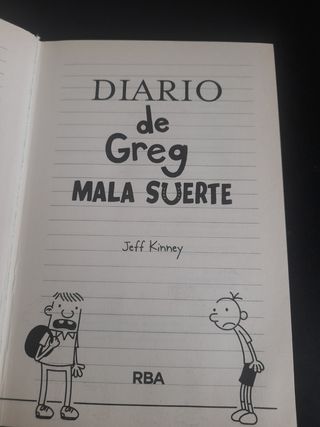 DIARIO
de
Greg
MALA SUERTE
Jeff Kinney
RBA